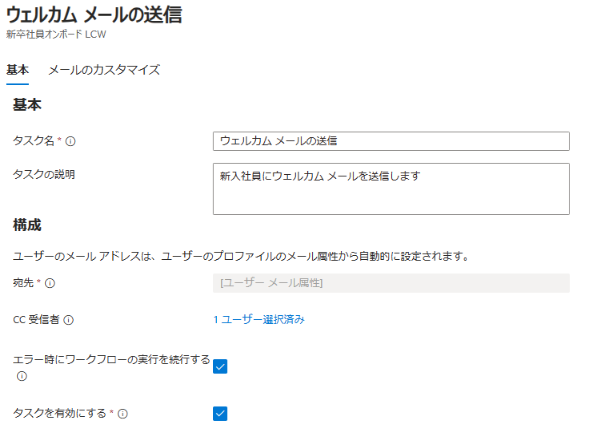 ウェルカム メールの送信
新卒社員オンボード LCW
基本 メールのカスタマイズ
基本
タスク名 * ウェルカム メールの送信
タスクの説明 新入社員にウェルカム メールを送信します
構成
ユーザーのメール アドレスは、ユーザーのプロファイルのメール属性から自動的に設定されます。
宛先 * [ユーザー メール属性]
CC 受信者 1 ユーザー選択済み
エラー時にワークフローの実行を続行する
タスクを有効にする *